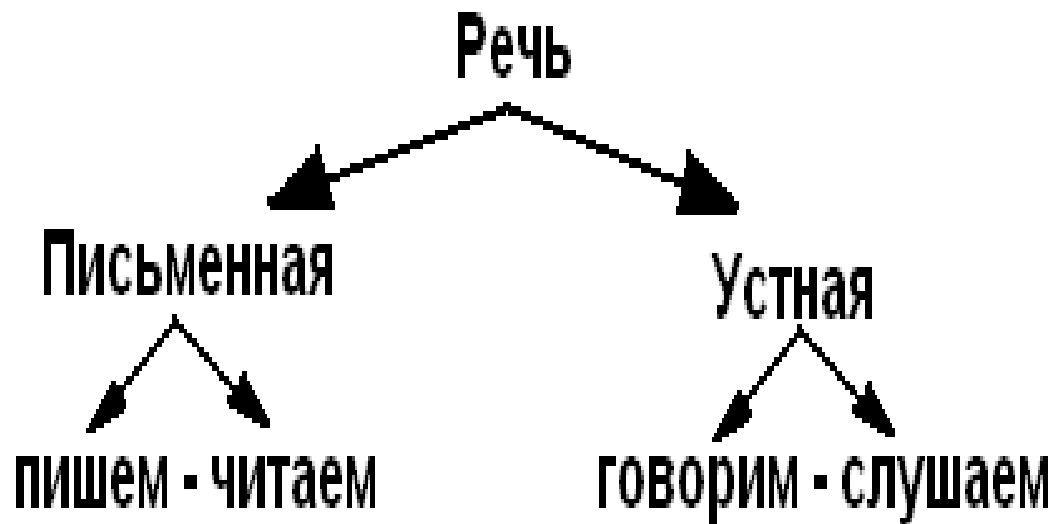 Речь
Письменная
Устная
пишем - читаем
говорим - слушаем